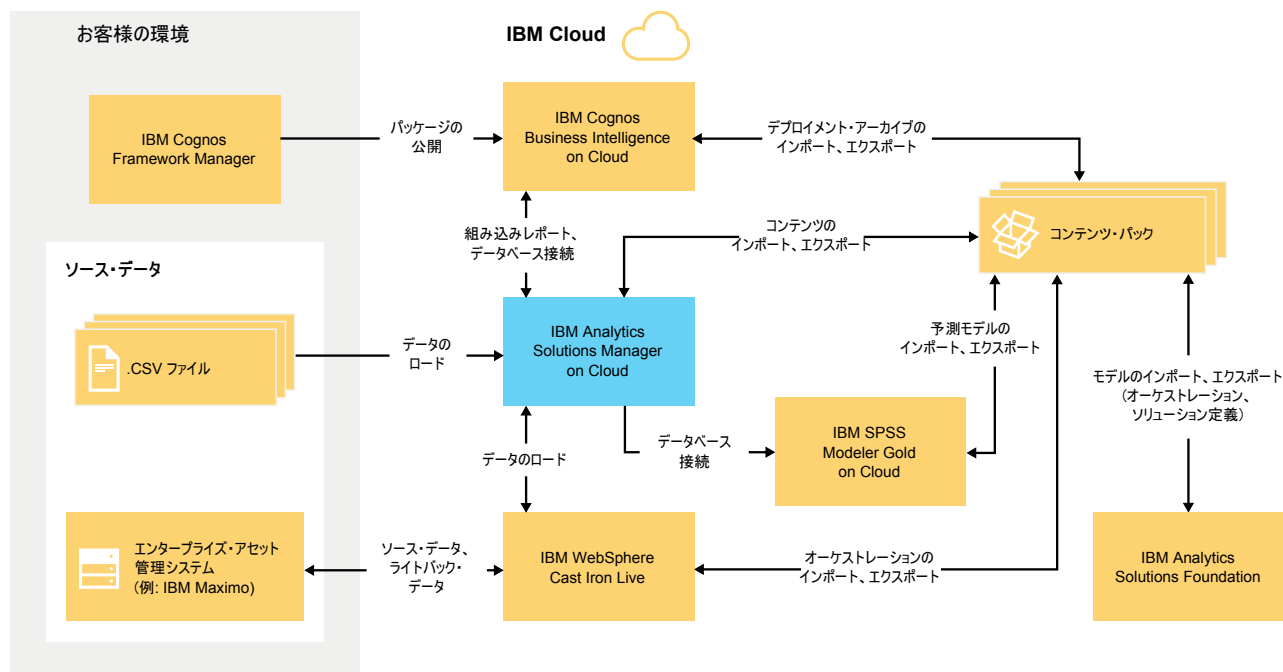 お客様の環境
IBM Cloud
IBM Cognos
Framework Manager
パッケージの
公開
IBM Cognos
Business Intelligence
on Cloud
デプロイメント・アーカイブの
インポート、エクスポート
組み込みレポート、
データベース接続
コンテンツの
インポート、エクスポート
コンテンツ・パック
ソース・データ
.CSV ファイル
データの
ロード
IBM Analytics
Solutions Manager
on Cloud
予測モデルの
インポート、エクスポート
モデルのインポート、エクスポート
(オーケストレーション、
ソリューション定義)
データのロード
データベース
接続
IBM SPSS
Modeler Gold
on Cloud
エンタープライズ・アセット
管理システム
(例: IBM Maximo)
ソース・データ、
ライトバック・
データ
IBM WebSphere
Cast Iron Live
オーケストレーションの
インポート、エクスポート
IBM Analytics
Solutions Foundation